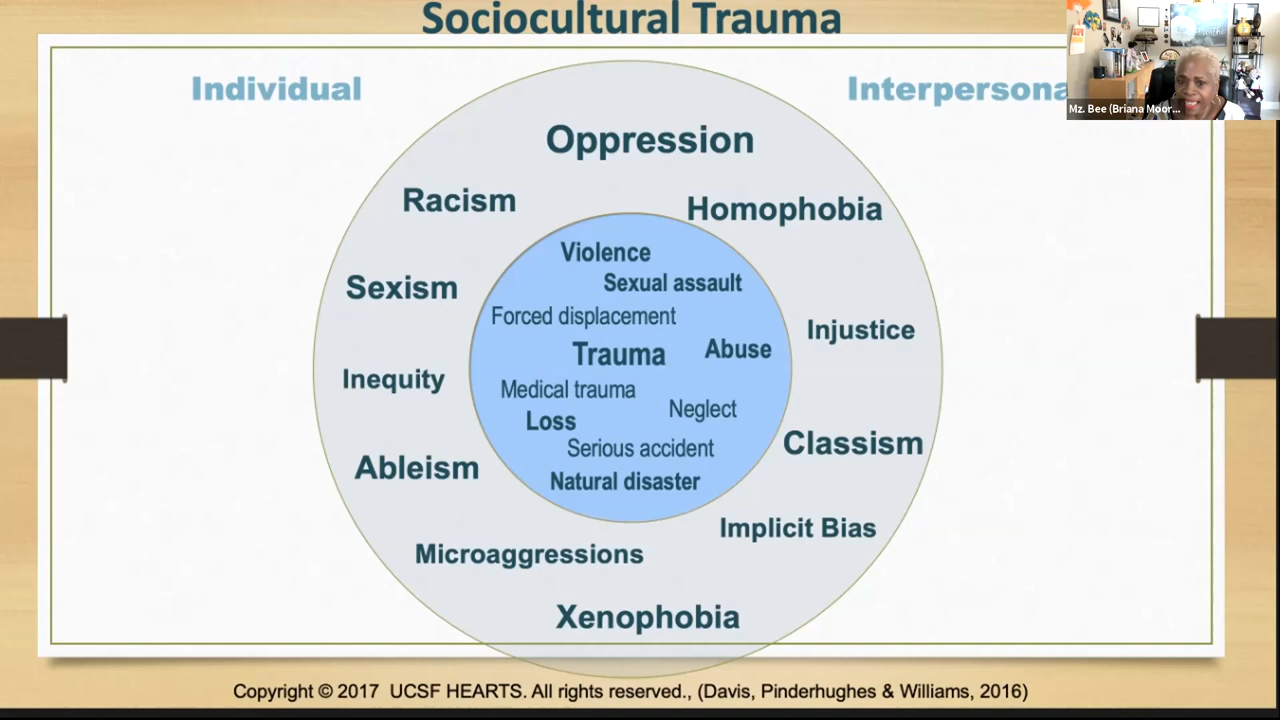 Sociocultural Trauma
Individual
Interpersona
Mz. Bee (Briana Moor...
Oppression
Racism
Homophobia
Violence
Sexual assault
Sexism
Forced displacement
Injustice
Trauma
Abuse
Inequity
Medical trauma
Neglect
Loss
Classism
Serious accident
Ableism
Natural disaster
Implicit Bias
Microaggressions
Xenophobia
Copyright © 2017 UCSF HEARTS. All rights reserved., (Davis, Pinderhughes & Williams, 2016)